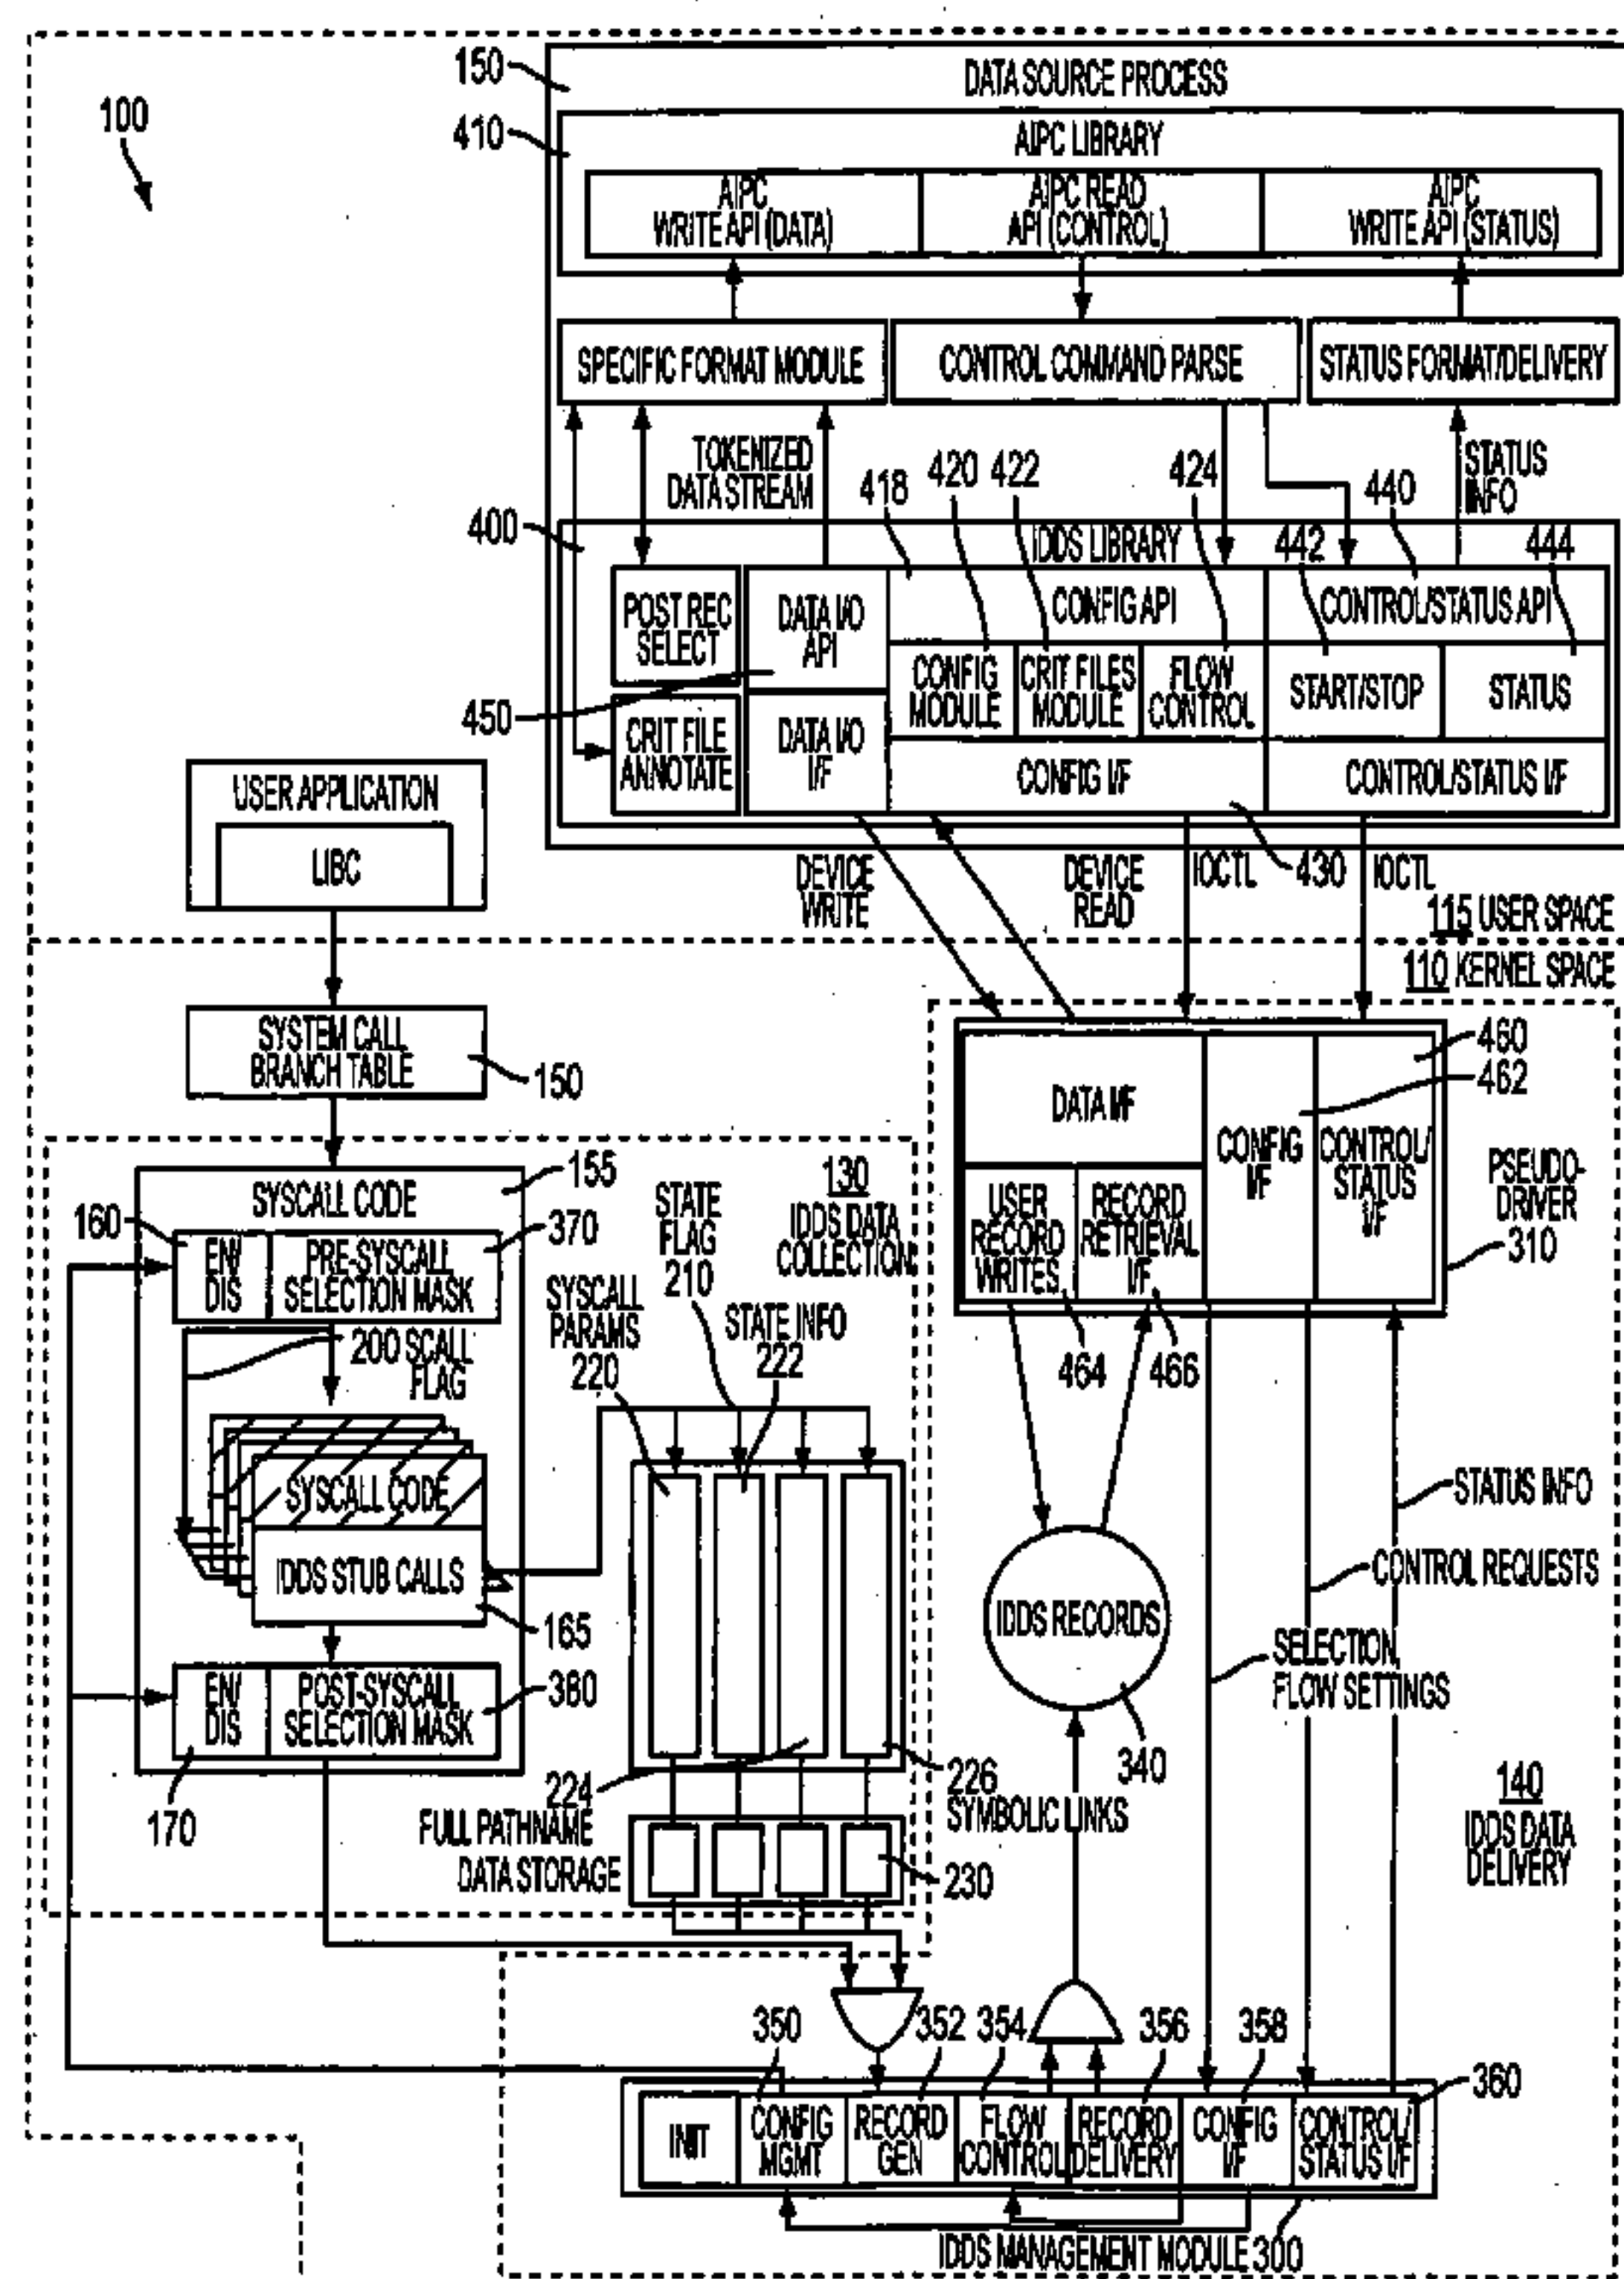 100
150
DATA SOURCE PROCESS
410
AIPC LIBRARY
AIPC
WRITE API (DATA)
AIPC READ
API (CONTROL)
AIPC
WRITE API (STATUS)
SPECIFIC FORMAT MODULE
CONTROL COMMAND PARSE
STATUS FORMAT/DELIVERY
TOKENIZED
DATA STREAM
418
420
422
424
STATUS
INFO
440
400
IDDS LIBRARY
442
444
POST REC
SELECT
DATA I/O
API
CONFIG API
CONTROL/STATUS API
CONFIG
MODULE
CRIT FILES
MODULE
FLOW
CONTROL
START/STOP
STATUS
450
CRIT FILE
ANNOTATE
DATA I/O
I/F
CONFIG I/F
CONTROL/STATUS I/F
USER APPLICATION
LIBC
DEVICE
WRITE
DEVICE
READ
IOCTL
430
IOCTL
115 USER SPACE
110 KERNEL SPACE
SYSTEM CALL
BRANCH TABLE
150
460
462
DATA I/F
CONFIG
I/F
CONTROL/
STATUS
I/F
PSEUDO-
DRIVER
310
USER
RECORD
WRITES
RECORD
RETRIEVAL
I/F
464
466
155
SYSCALL CODE
160
370
EN/
DIS
PRE-SYSCALL
SELECTION MASK
STATE
FLAG
210
130
IDDS DATA
COLLECTION
SYSCALL
PARAMS
220
STATE INFO
222
200 SCALL
FLAG
SYSCALL CODE
IDDS STUB CALLS
165
EN/
DIS
POST-SYSCALL
SELECTION MASK
380
170
224
226
FULL PATHNAME
DATA STORAGE
SYMBOLIC LINKS
230
IDDS RECORDS
340
STATUS INFO
CONTROL REQUESTS
SELECTION,
FLOW SETTINGS
140
IDDS DATA
DELIVERY
350
352
354
356
358
360
INIT
CONFIG
MGMT
RECORD
GEN
FLOW
CONTROL
RECORD
DELIVERY
CONFIG
I/F
CONTROL/
STATUS I/F
IDDS MANAGEMENT MODULE 300